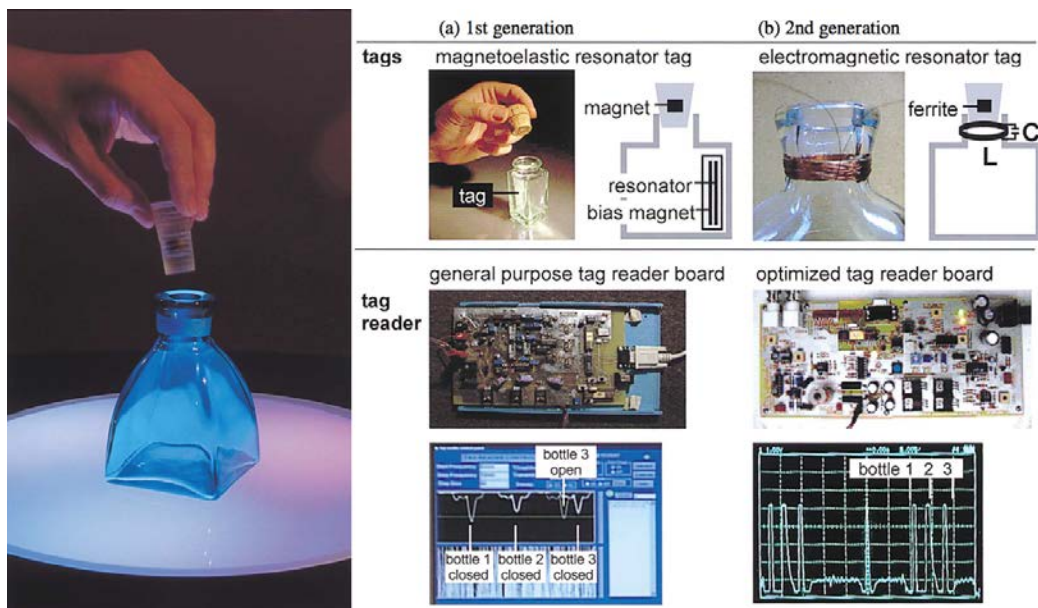 (a) 1st generation
(b) 2nd generation
tags
magnetoelastic resonator tag
electromagnetic resonator tag
magnet
tag
resonator
bias magnet
ferrite
C
L
tag
reader
general purpose tag reader board
optimized tag reader board
bottle 3
open
bottle 1
closed
bottle 2
closed
bottle 3
closed
bottle 1 2 3